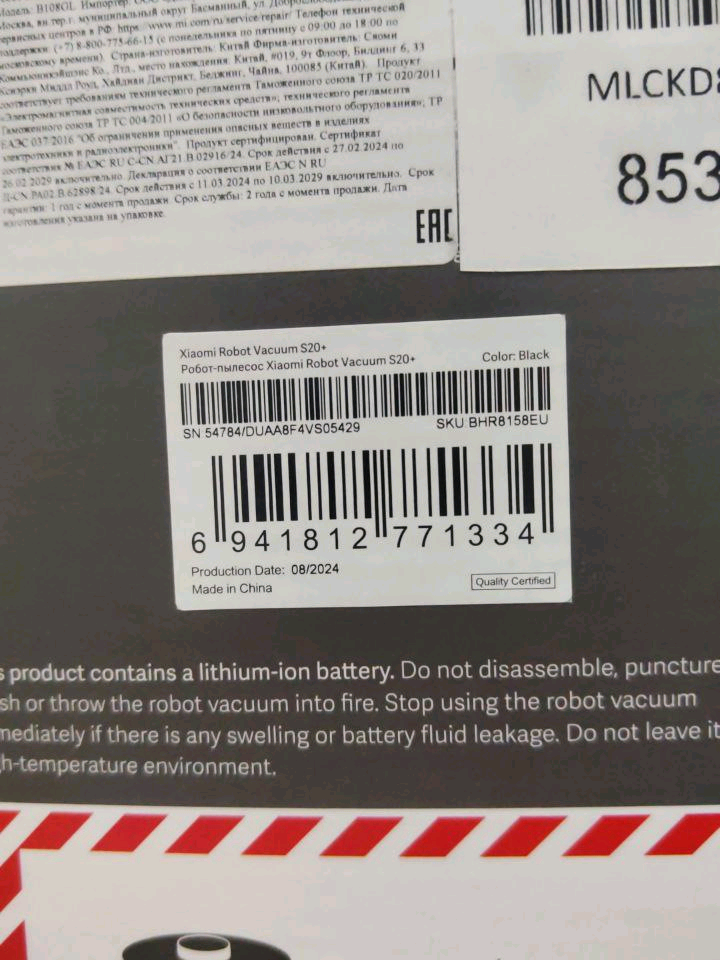 Модель: B108GL. Импортер: ООО
Москва, вн.тер.г. муниципальный округ Басманный, ул.
сервисных центров в РФ: https://www.mi.com/ru/service/repair/ Телефон технической
поддержки: (+7) 8-800-775-66-15 (с понедельника по пятницу с 09:00 до 18:00 по
московскому времени). Страна-изготовитель: Китай Фирма-изготовитель: Сяоми
Коммьюникэйшнс Ко., Лтд., место нахождения: Китай, #019, 9т Флоор, Билдинг 6, 33
Ксиэрки Миддл Роуд, Хайдиан Дистрикт, Беджинг, Чайна, 100085 (Китай). Продукт
соответствует требованиям технического регламента Таможенного союза ТР ТС 020/2011
«Электромагнитная совместимость технических средств», технического регламента
Таможенного союза ТР ТС 004/2011 «О безопасности низковольтного оборудования», ТР
ЕАЭС 037/2016 "Об ограничении применения опасных веществ в изделиях
электротехники и радиоэлектроники". Продукт сертифицирован. Сертификат
соответствия № ЕАЭС RU C-CN.АГ21.В.02916/24. Срок действия с 27.02.2024 по
26.02.2029 включительно. Декларация о соответствии ЕАЭС N RU
Д-CN.РА02.В.62898/24. Срок действия с 11.03.2024 по 10.03.2029 включительно. Срок
гарантии: 1 год с момента продажи. Срок службы: 2 года с момента продажи. Дата
изготовления указана на упаковке.
EAC
MLCKD
853
Xiaomi Robot Vacuum S20+
Робот-пылесос Xiaomi Robot Vacuum S20+
Color: Black
SN 54784/DUAA8F4VS05429
SKU BHR8158EU
6 941812 771334
Production Date: 08/2024
Made in China
Quality Certified
s product contains a lithium-ion battery. Do not disassemble, puncture
sh or throw the robot vacuum into fire. Stop using the robot vacuum
mediately if there is any swelling or battery fluid leakage. Do not leave it
h-temperature environment.